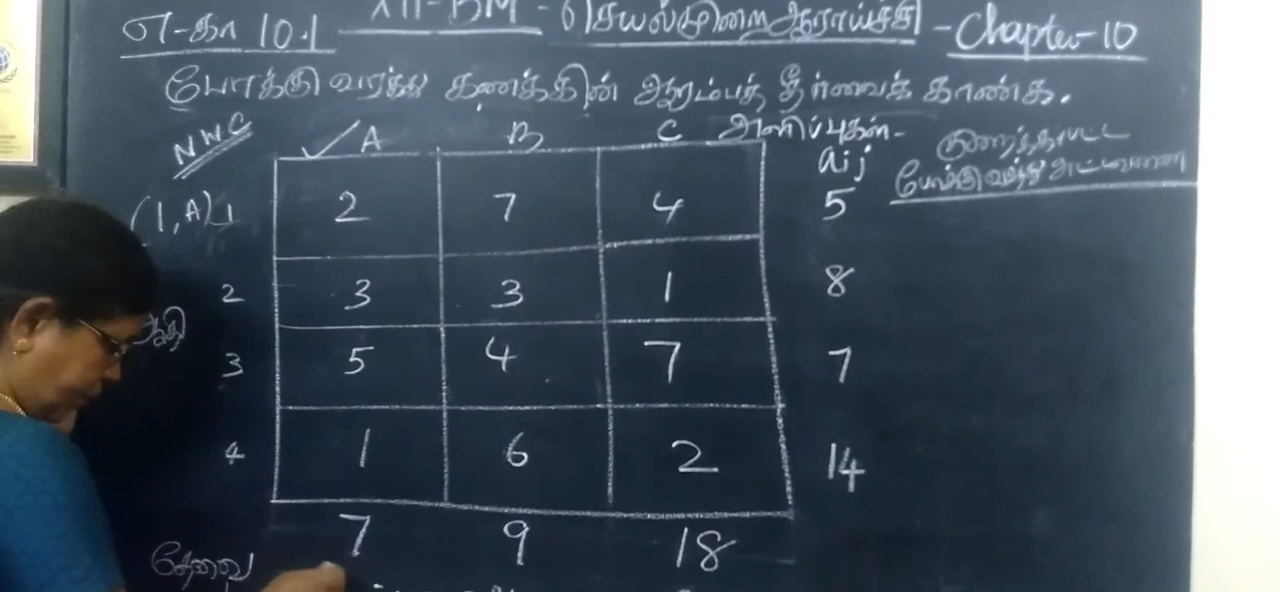 எ-கா 10.1 XII-BM - செயல்முறை ஆராய்ச்சி - Chapter-10
போக்குவரத்து கணக்கின் ஆரம்பத் தீர்வைக் காண்க.
NWC A B C அளிப்புகள்-
aij
(1,A) 1 2 7 4 5
2 3 3 1 8
3 5 4 7 7
4 1 6 2 14
தேவை 7 9 18
போக்குவரத்து அட்டவணை